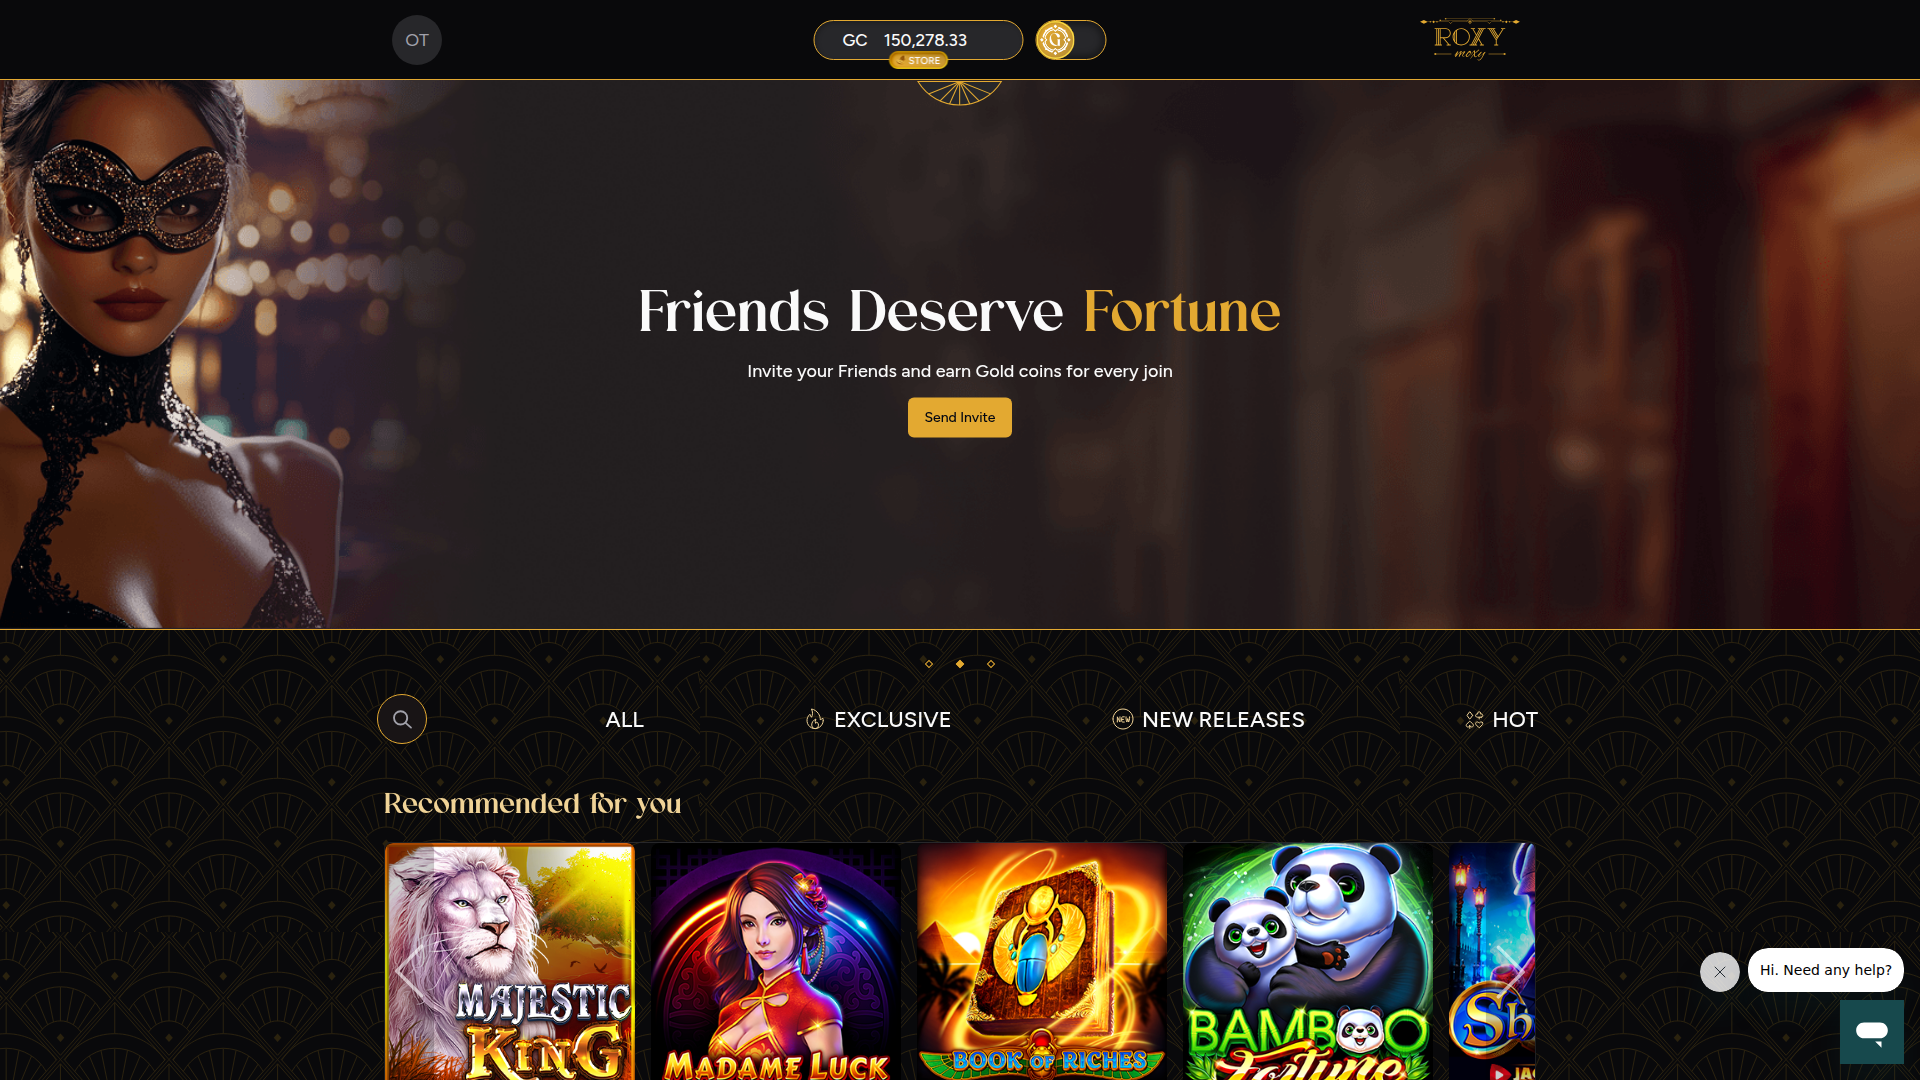 OT
GC 150,278.33
STORE
ROXY
moxy
Friends Deserve Fortune
Invite your Friends and earn Gold coins for every join
Send Invite
ALL
EXCLUSIVE
NEW
NEW RELEASES
HOT
Recommended for you
MAJESTIC
KING
MADAME LUCK
BOOK OF RICHES
BAMBOO
Fortune
Hi. Need any help?